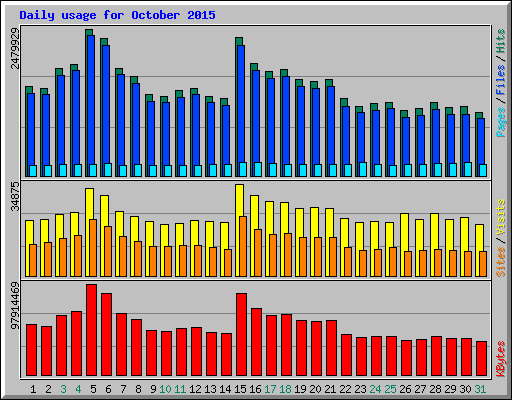 Daily usage for October 2015
2479929
Pages / Files / Hits
34875
Sites / Visits
97914469
KBytes
1 2 3 4 5 6 7 8 9 10 11 12 13 14 15 16 17 18 19 20 21 22 23 24 25 26 27 28 29 30 31